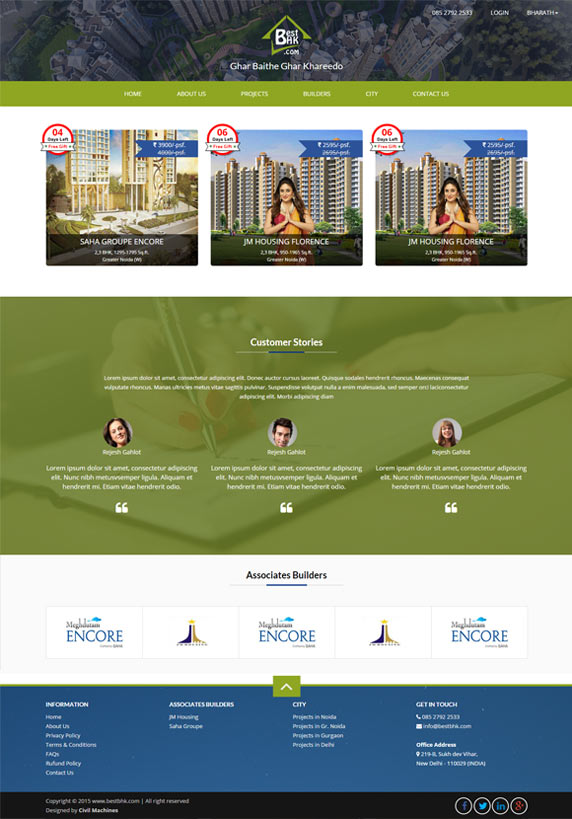 085 2792 2533 LOGIN BHARATH
Best
BHK
.COM
Ghar Baithe Ghar Khareedo
HOME ABOUT US PROJECTS BUILDERS CITY CONTACT US
04
Days Left
Free Gift
₹ 3900/-psf.
4000/-psf.
SAHA GROUPE ENCORE
2,3 BHK, 1295-1795 Sq.ft.
Greater Noida (W)
06
Days Left
Free Gift
₹ 2595/-psf.
2695/-psf.
JM HOUSING FLORENCE
2,3 BHK, 950-1965 Sq.ft.
Greater Noida (W)
06
Days Left
Free Gift
₹ 2595/-psf.
2695/-psf.
JM HOUSING FLORENCE
2,3 BHK, 950-1965 Sq.ft.
Greater Noida (W)
Customer Stories
Lorem ipsum dolor sit amet, consectetur adipiscing elit. Donec auctor cursus laoreet. Quisque sodales hendrerit rhoncus. Maecenas consequat
vulputate rhoncus. Marias ultricies metus vitae sagittis pulvinar. Suspendisse volutpat nulla a enim malesuada, sed semper orci laciconsectetur
adipiscing elit. Morbi adipiscing diam
Rejesh Gahlot
Lorem ipsum dolor sit amet, consectetur adipiscing
elit. Nunc nibh metusvsemper ligula. Aliquam et
hendrerit mi. Etiam vitae hendrerit odio.
Rejesh Gahlot
Lorem ipsum dolor sit amet, consectetur adipiscing
elit. Nunc nibh metusvsemper ligula. Aliquam et
hendrerit mi. Etiam vitae hendrerit odio.
Rejesh Gahlot
Lorem ipsum dolor sit amet, consectetur adipiscing
elit. Nunc nibh metusvsemper ligula. Aliquam et
hendrerit mi. Etiam vitae hendrerit odio.
Associates Builders
Meghdutam
ENCORE
Meghdutam
ENCORE
Meghdutam
ENCORE
INFORMATION
Home
About Us
Privacy Policy
Terms & Conditions
FAQs
Rufund Policy
Contact Us
ASSOCIATES BUILDERS
JM Housing
Saha Groupe
CITY
Projects in Noida
Projects in Gr. Noida
Projects in Gurgaon
Projects in Delhi
GET IN TOUCH
085 2792 2533
info@bestbhk.com
Office Address
219-B, Sukh dev Vihar,
New Delhi - 110029 (INDIA)
Copyright © 2015 www.bestbhk.com | All right reserved
Designed by Civil Machines